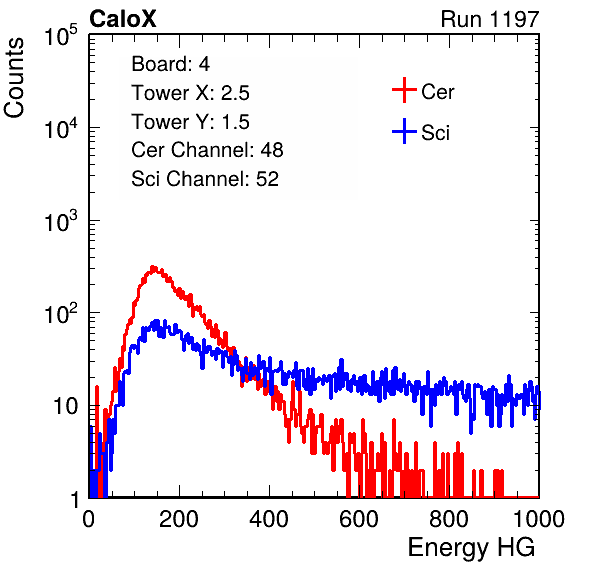 CaloX Run 1197
10^5
Counts
Board: 4
Tower X: 2.5
Tower Y: 1.5
Cer Channel: 48
Sci Channel: 52
Cer
Sci
10^4
10^3
10^2
10
1
0 200 400 600 800 1000
Energy HG